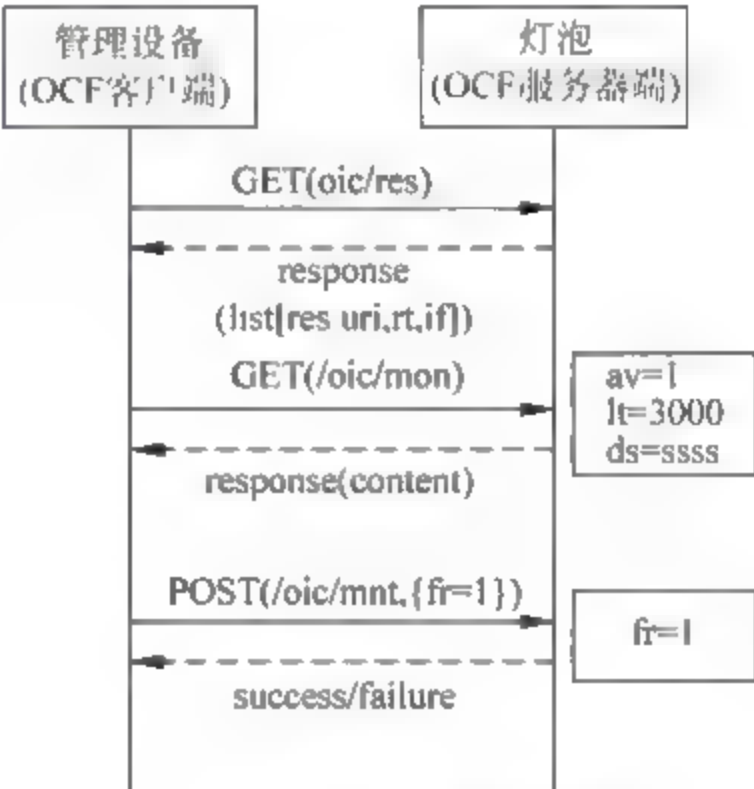 管理设备
(OCF客户端)
灯泡
(OCF服务器端)
GET(oic/res)
response
(list[res uri,rt,if])
GET(/oic/mon)
av=1
lt=3000
ds=ssss
response(content)
POST(/oic/mnt,{fr=1})
fr=1
success/failure